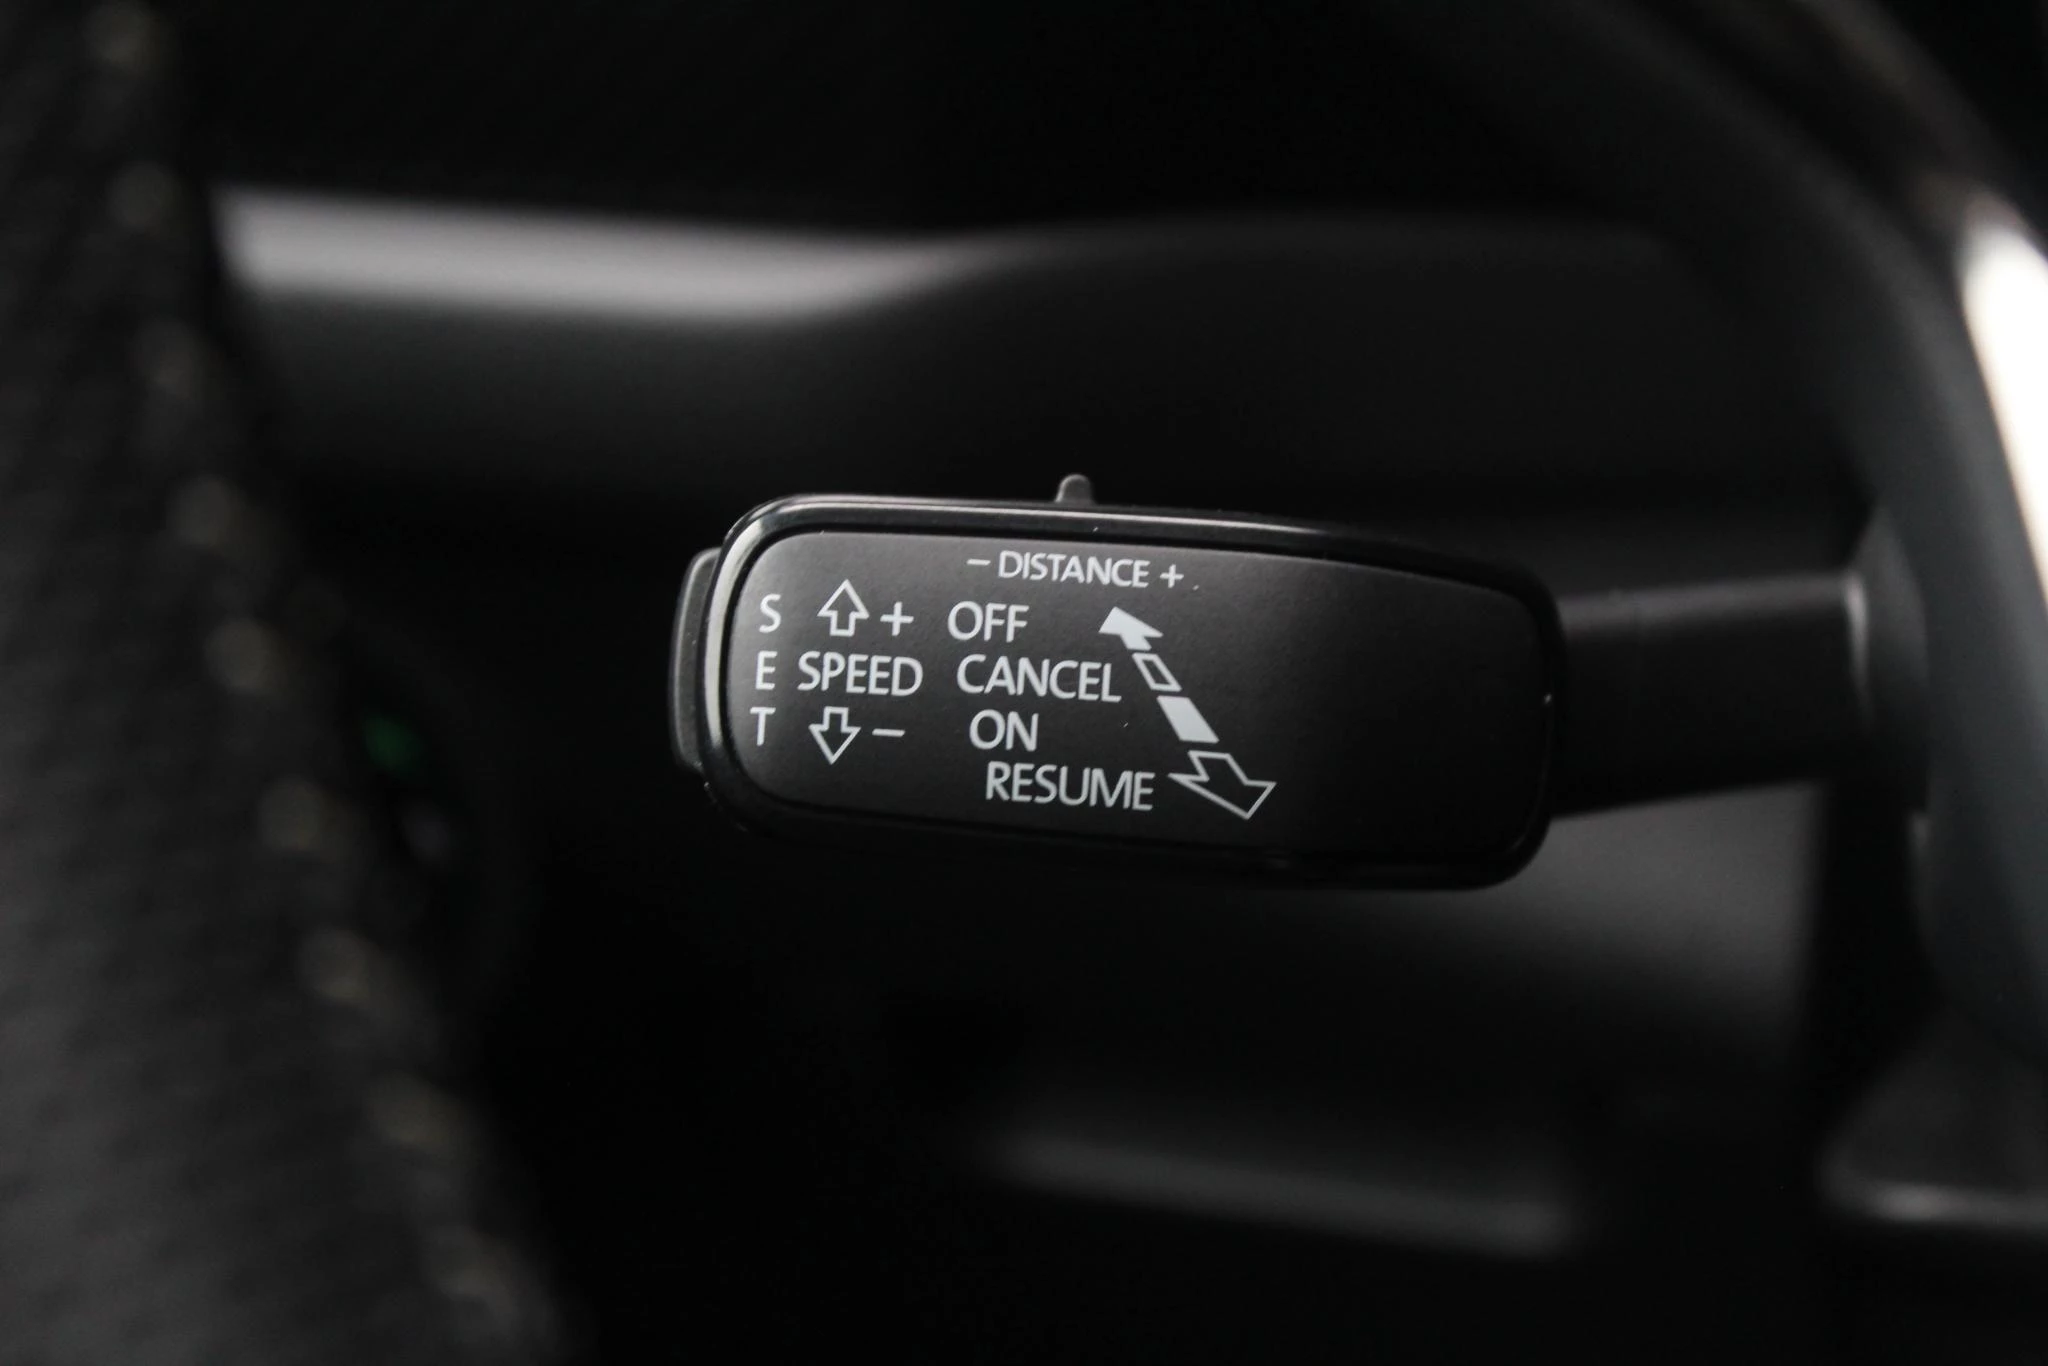 – DISTANCE +
S + OFF
E SPEED CANCEL
T – ON
RESUME